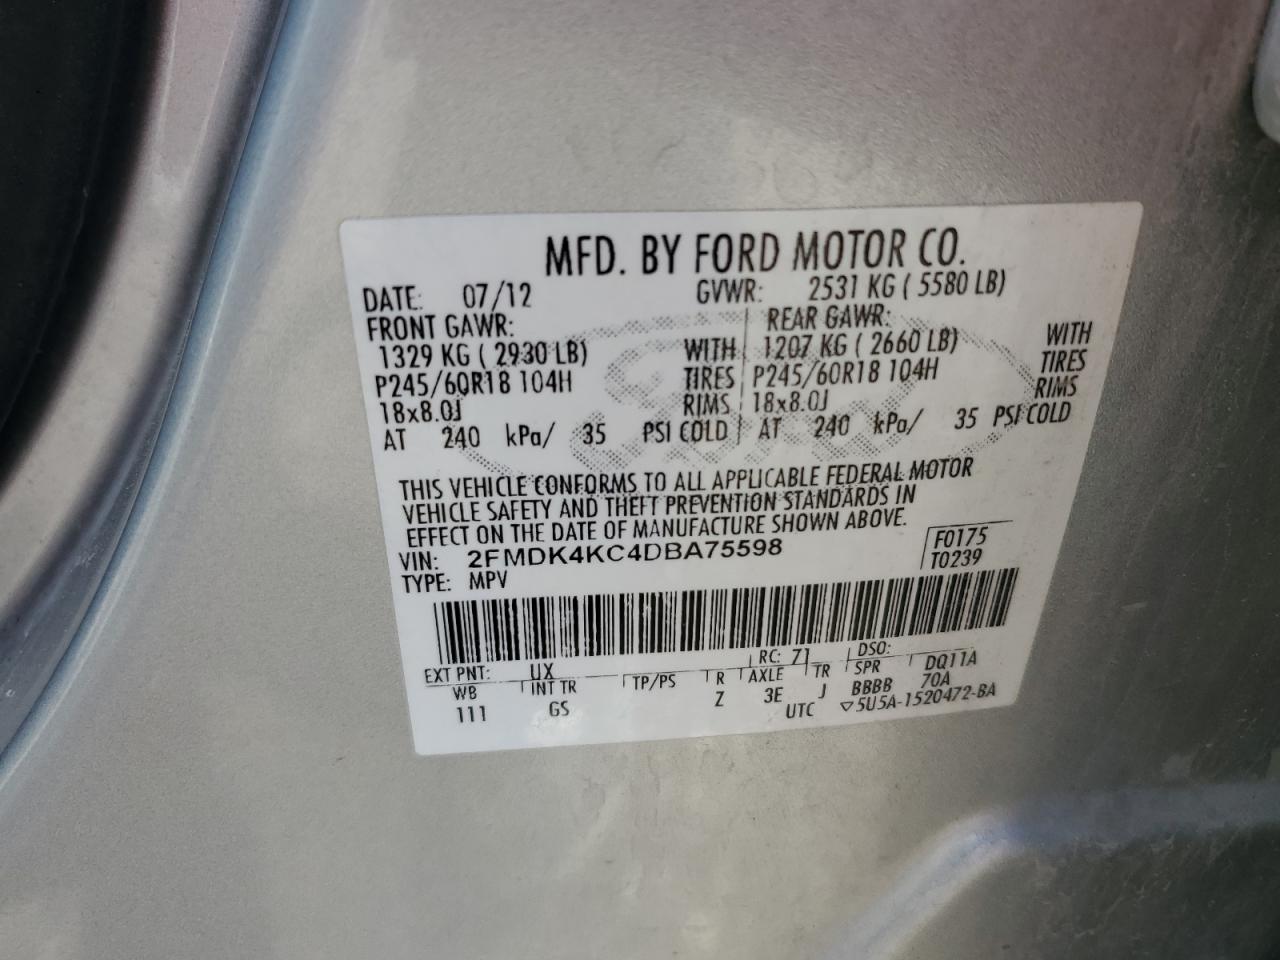 MFD. BY FORD MOTOR CO.
DATE: 07/12 GVWR: 2531 KG ( 5580 LB)
FRONT GAWR: REAR GAWR:
1329 KG ( 2930 LB) WITH 1207 KG ( 2660 LB) WITH
P245/60R18 104H TIRES P245/60R18 104H TIRES
18x8.0J RIMS 18x8.0J RIMS
AT 240 kPa/ 35 PSI COLD AT 240 kPa/ 35 PSI COLD
THIS VEHICLE CONFORMS TO ALL APPLICABLE FEDERAL MOTOR
VEHICLE SAFETY AND THEFT PREVENTION STANDARDS IN
EFFECT ON THE DATE OF MANUFACTURE SHOWN ABOVE.
VIN: 2FMDK4KC4DBA75598 F0175
TYPE: MPV T0239
EXT PNT: UX RC: 71 DSO:
WB INT TR TP/PS R AXLE TR SPR DQ11A
111 GS Z 3E J BBBB 70A
UTC ▽5U5A-1520472-BA